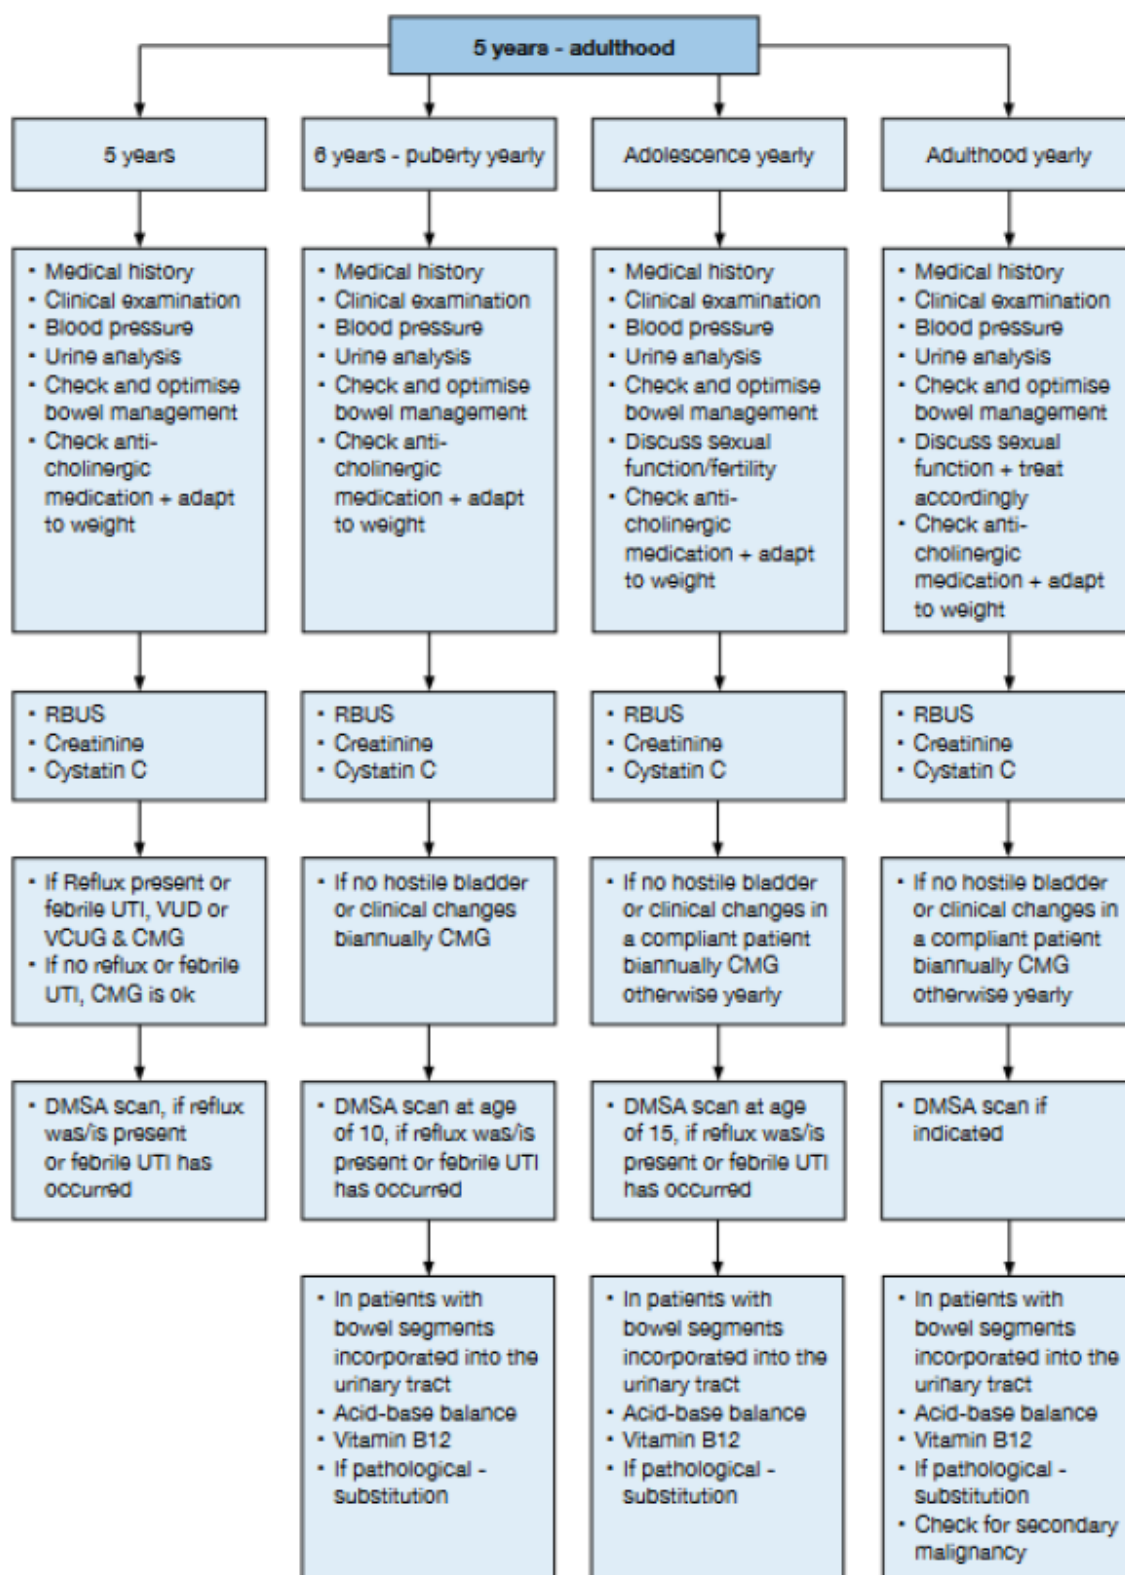 5 years - adulthood
5 years
6 years - puberty yearly
Adolescence yearly
Adulthood yearly
• Medical history
• Clinical examination
• Blood pressure
• Urine analysis
• Check and optimise
bowel management
• Check anti-
cholinergic
medication + adapt
to weight
• Medical history
• Clinical examination
• Blood pressure
• Urine analysis
• Check and optimise
bowel management
• Check anti-
cholinergic
medication + adapt
to weight
• Medical history
• Clinical examination
• Blood pressure
• Urine analysis
• Check and optimise
bowel management
• Discuss sexual
function/fertility
• Check anti-
cholinergic
medication + adapt
to weight
• Medical history
• Clinical examination
• Blood pressure
• Urine analysis
• Check and optimise
bowel management
• Discuss sexual
function + treat
accordingly
• Check anti-
cholinergic
medication + adapt
to weight
• RBUS
• Creatinine
• Cystatin C
• RBUS
• Creatinine
• Cystatin C
• RBUS
• Creatinine
• Cystatin C
• RBUS
• Creatinine
• Cystatin C
• If Reflux present or
febrile UTI, VUD or
VCUG & CMG
• If no reflux or febrile
UTI, CMG is ok
• If no hostile bladder
or clinical changes
biannually CMG
• If no hostile bladder
or clinical changes in
a compliant patient
biannually CMG
otherwise yearly
• If no hostile bladder
or clinical changes in
a compliant patient
biannually CMG
otherwise yearly
• DMSA scan, if reflux
was/is present
or febrile UTI has
occurred
• DMSA scan at age
of 10, if reflux was/is
present or febrile UTI
has occurred
• DMSA scan at age
of 15, if reflux was/is
present or febrile UTI
has occurred
• DMSA scan if
indicated
• In patients with
bowel segments
incorporated into the
urinary tract
• Acid-base balance
• Vitamin B12
• If pathological -
substitution
• In patients with
bowel segments
incorporated into the
urinary tract
• Acid-base balance
• Vitamin B12
• If pathological -
substitution
• In patients with
bowel segments
incorporated into the
urinary tract
• Acid-base balance
• Vitamin B12
• If pathological -
substitution
• Check for secondary
malignancy